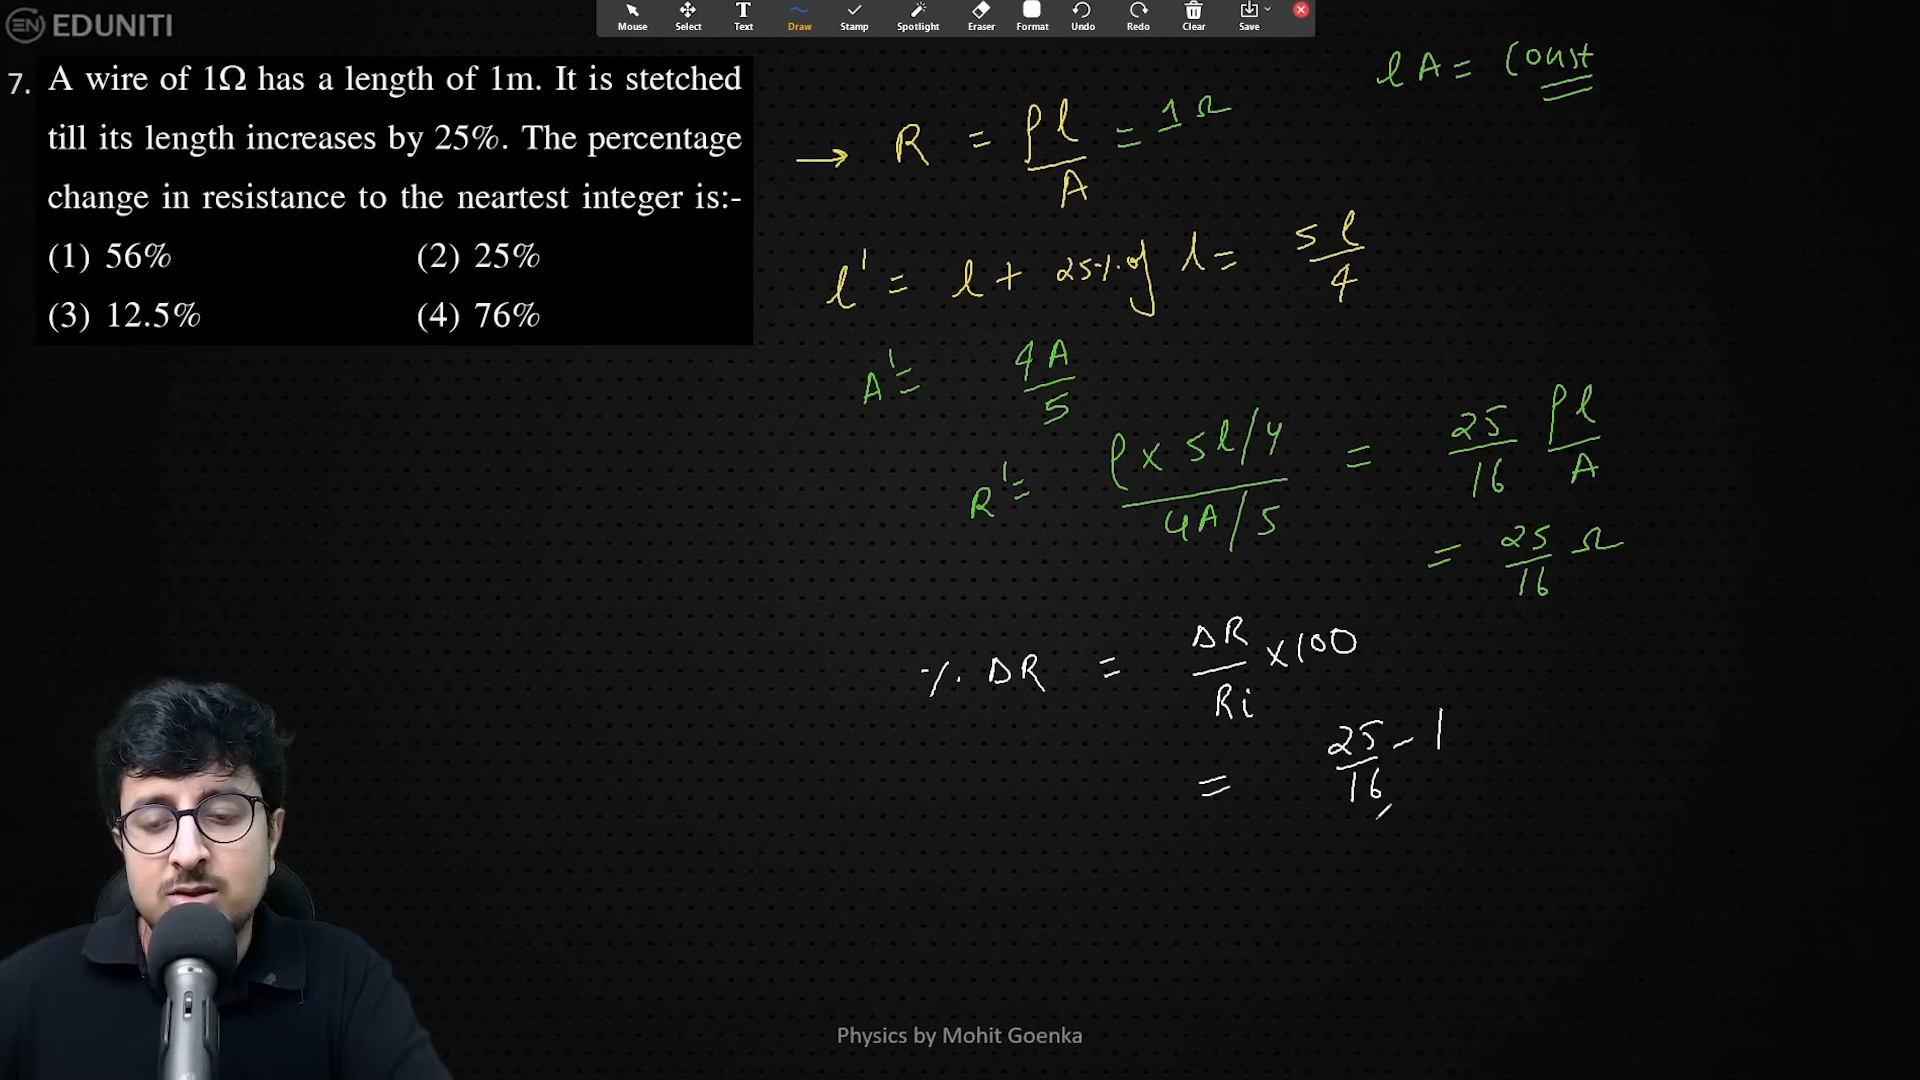 EN EDUNITI
Mouse Select Text Draw Stamp Spotlight Eraser Format Undo Redo Clear Save
7. A wire of 1Ω has a length of 1m. It is stetched
till its length increases by 25%. The percentage
change in resistance to the neartest integer is:-
(1) 56% (2) 25%
(3) 12.5% (4) 76%
l A = Const
→ R = ρl/A = 1 Ω
l' = l + 25% of l = 5l/4
A' = 4A/5
R' = ρ x 5l/4 / 4A/5 = 25/16 ρl/A
= 25/16 Ω
% ΔR = ΔR/Ri x 100
= 25/16 - 1
Physics by Mohit Goenka